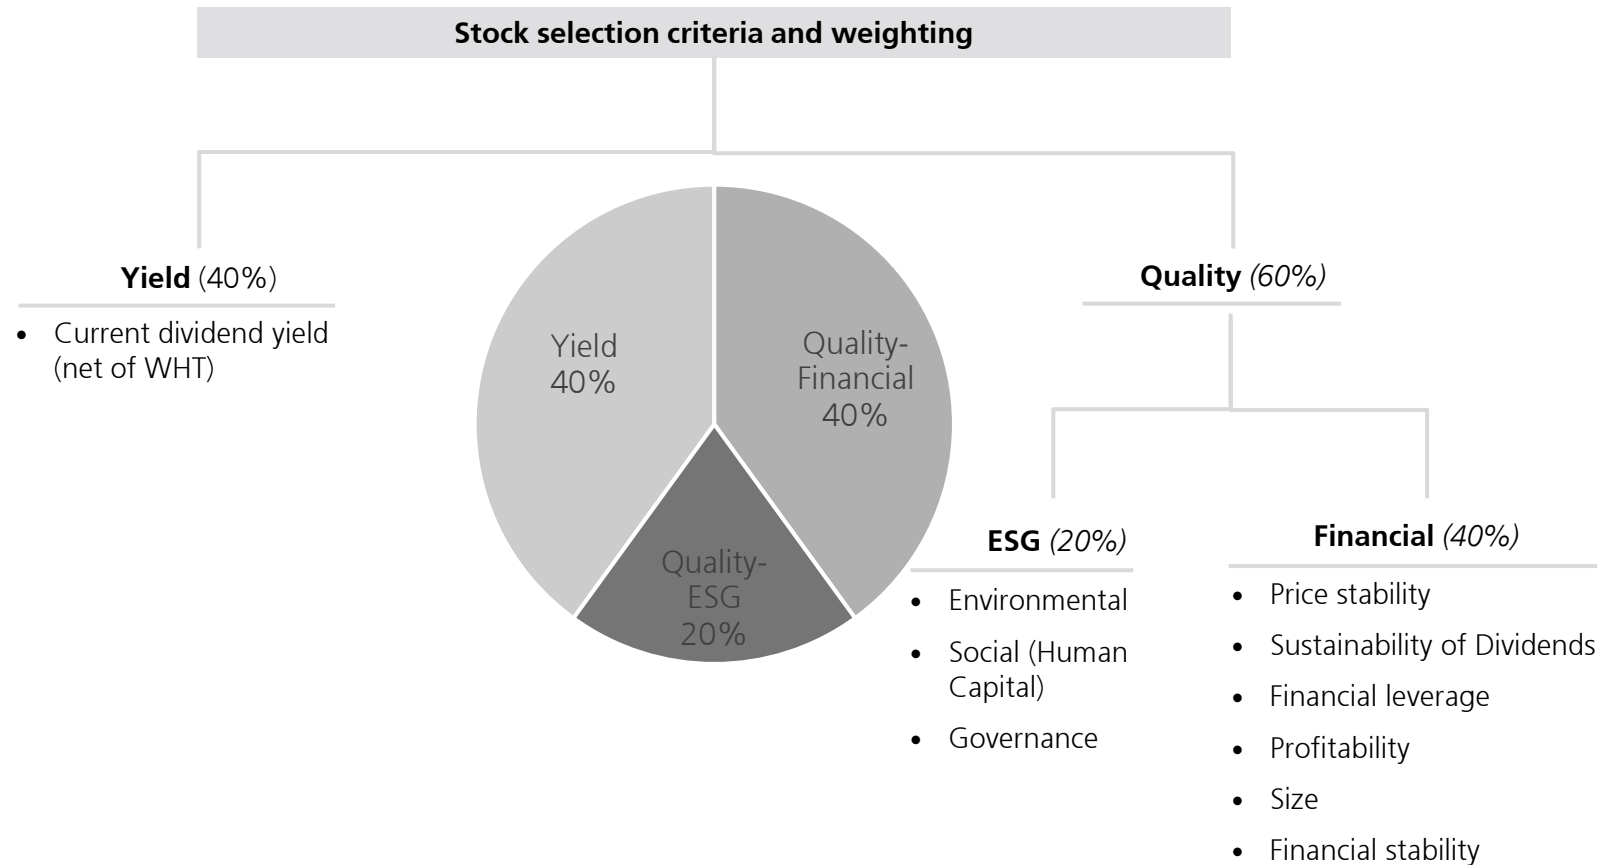 Stock selection criteria and weighting
Yield (40%)
• Current dividend yield
(net of WHT)
Yield
40%
Quality-
Financial
40%
Quality-
ESG
20%
Quality (60%)
ESG (20%)
• Environmental
• Social (Human
Capital)
• Governance
Financial (40%)
• Price stability
• Sustainability of Dividends
• Financial leverage
• Profitability
• Size
• Financial stability